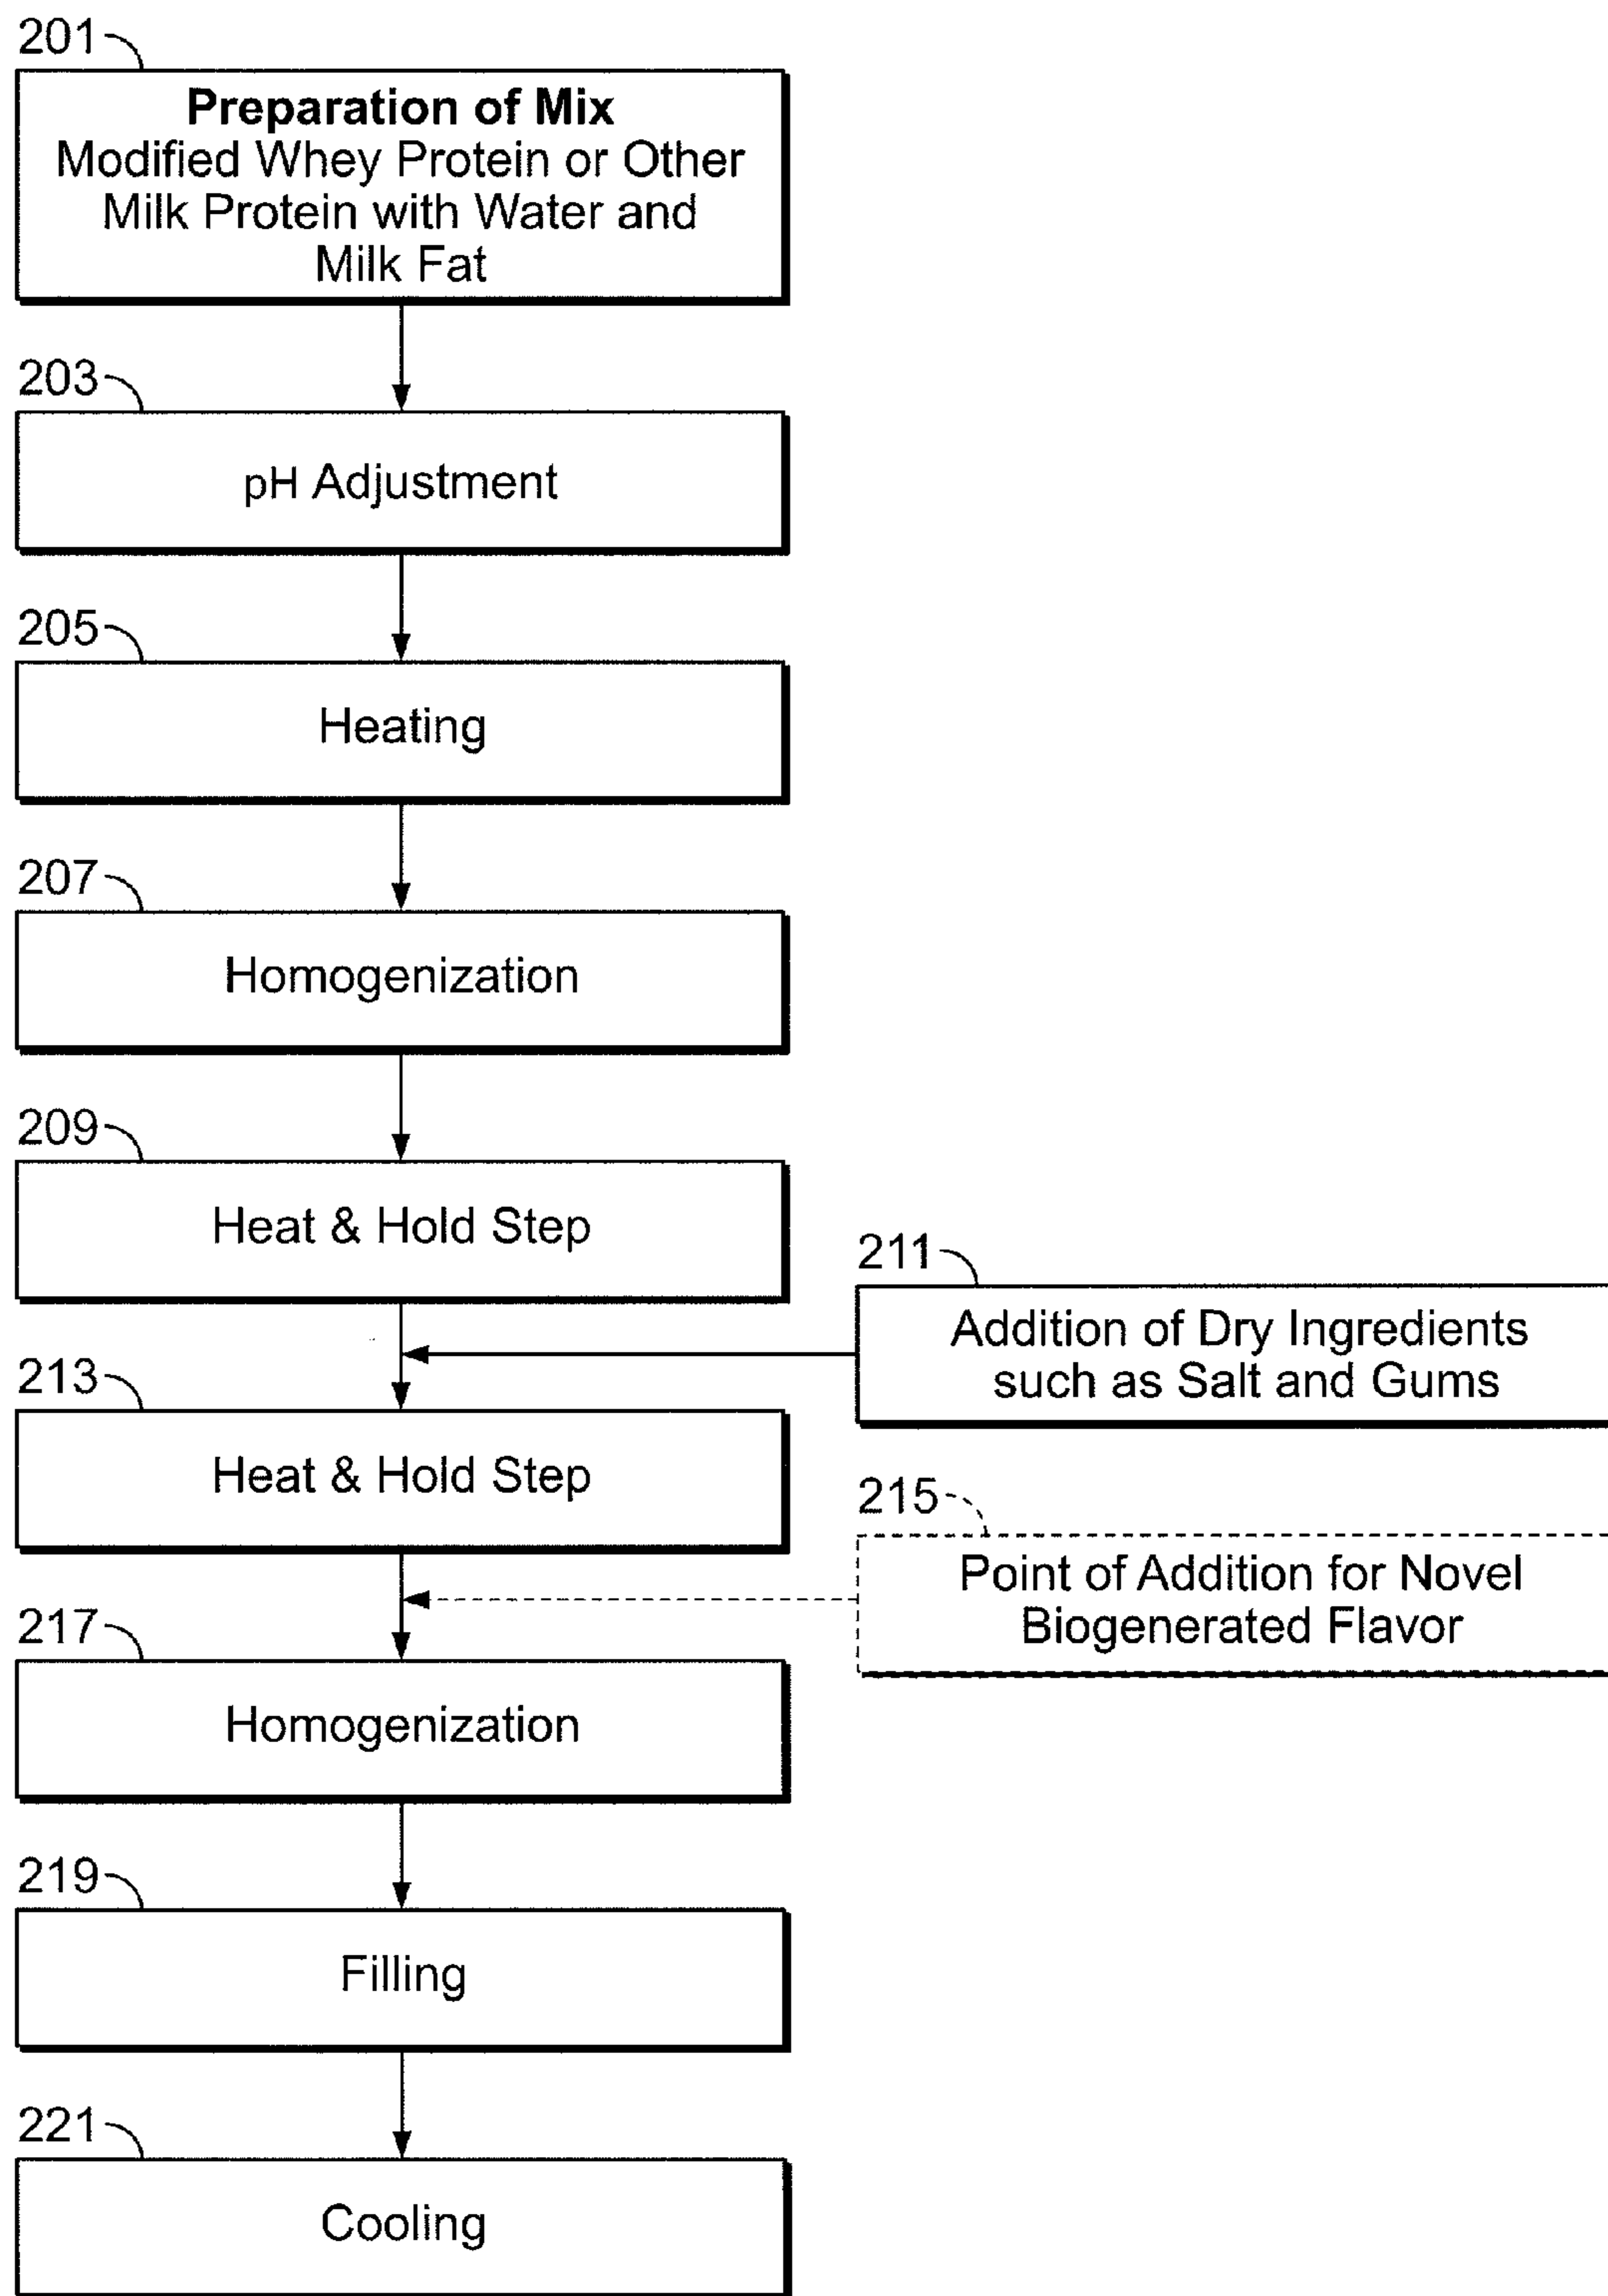 201
Preparation of Mix
Modified Whey Protein or Other
Milk Protein with Water and
Milk Fat
203
pH Adjustment
205
Heating
207
Homogenization
209
Heat & Hold Step
211
Addition of Dry Ingredients
such as Salt and Gums
213
Heat & Hold Step
215
Point of Addition for Novel
Biogenerated Flavor
217
Homogenization
219
Filling
221
Cooling